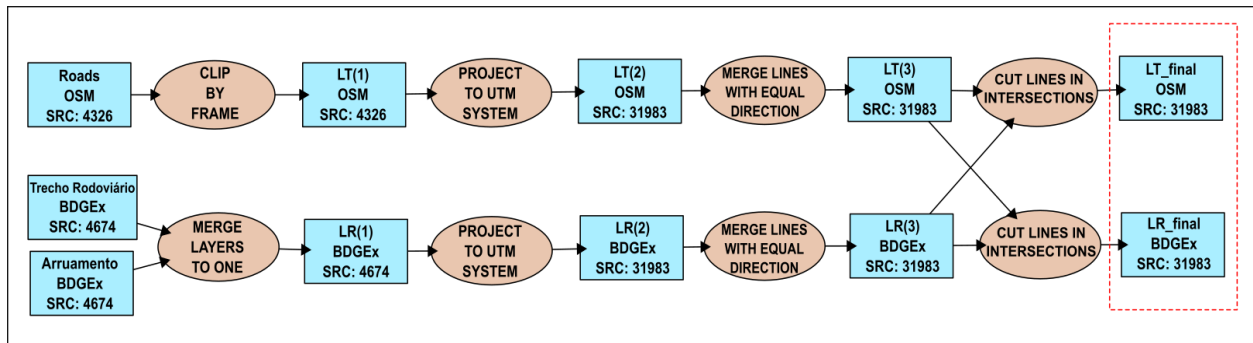 Roads
OSM
SRC: 4326
CLIP
BY
FRAME
LT(1)
OSM
SRC: 4326
PROJECT
TO UTM
SYSTEM
LT(2)
OSM
SRC: 31983
MERGE LINES
WITH EQUAL
DIRECTION
LT(3)
OSM
SRC: 31983
CUT LINES IN
INTERSECTIONS
LT_final
OSM
SRC: 31983
Trecho Rodoviário
BDGEx
SRC: 4674
Arruamento
BDGEx
SRC: 4674
MERGE
LAYERS
TO ONE
LR(1)
BDGEx
SRC: 4674
PROJECT
TO UTM
SYSTEM
LR(2)
BDGEx
SRC: 31983
MERGE LINES
WITH EQUAL
DIRECTION
LR(3)
BDGEx
SRC: 31983
CUT LINES IN
INTERSECTIONS
LR_final
BDGEx
SRC: 31983